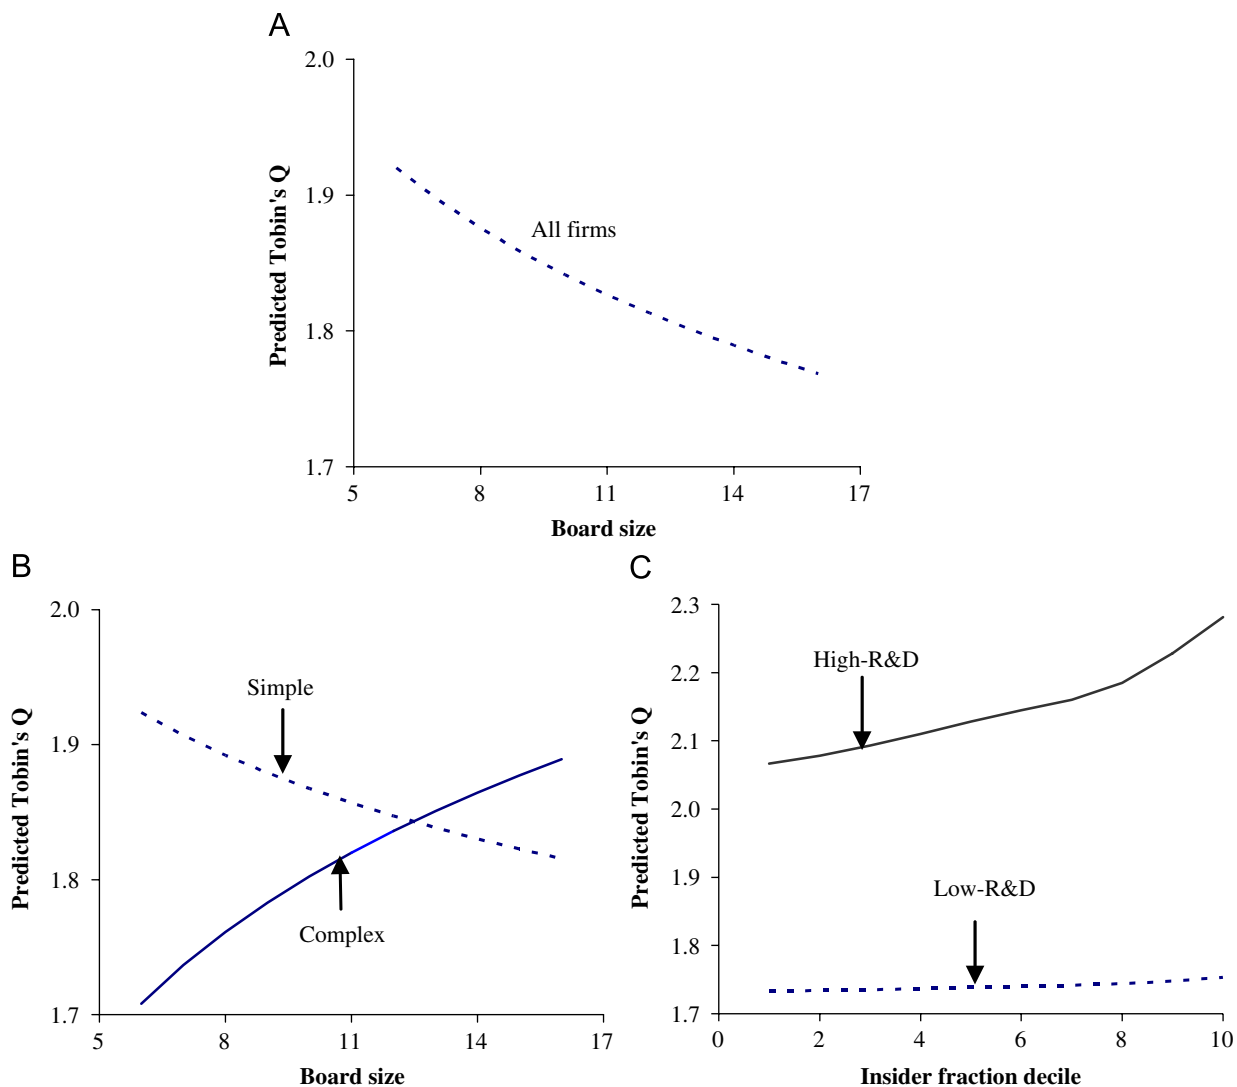 A
2.0
1.9
1.8
1.7
Predicted Tobin's Q
All firms
5 8 11 14 17
Board size
B
2.0
1.9
1.8
1.7
Predicted Tobin's Q
Simple
Complex
5 8 11 14 17
Board size
C
2.3
2.2
2.1
2.0
1.9
1.8
1.7
Predicted Tobin's Q
High-R&D
Low-R&D
0 2 4 6 8 10
Insider fraction decile